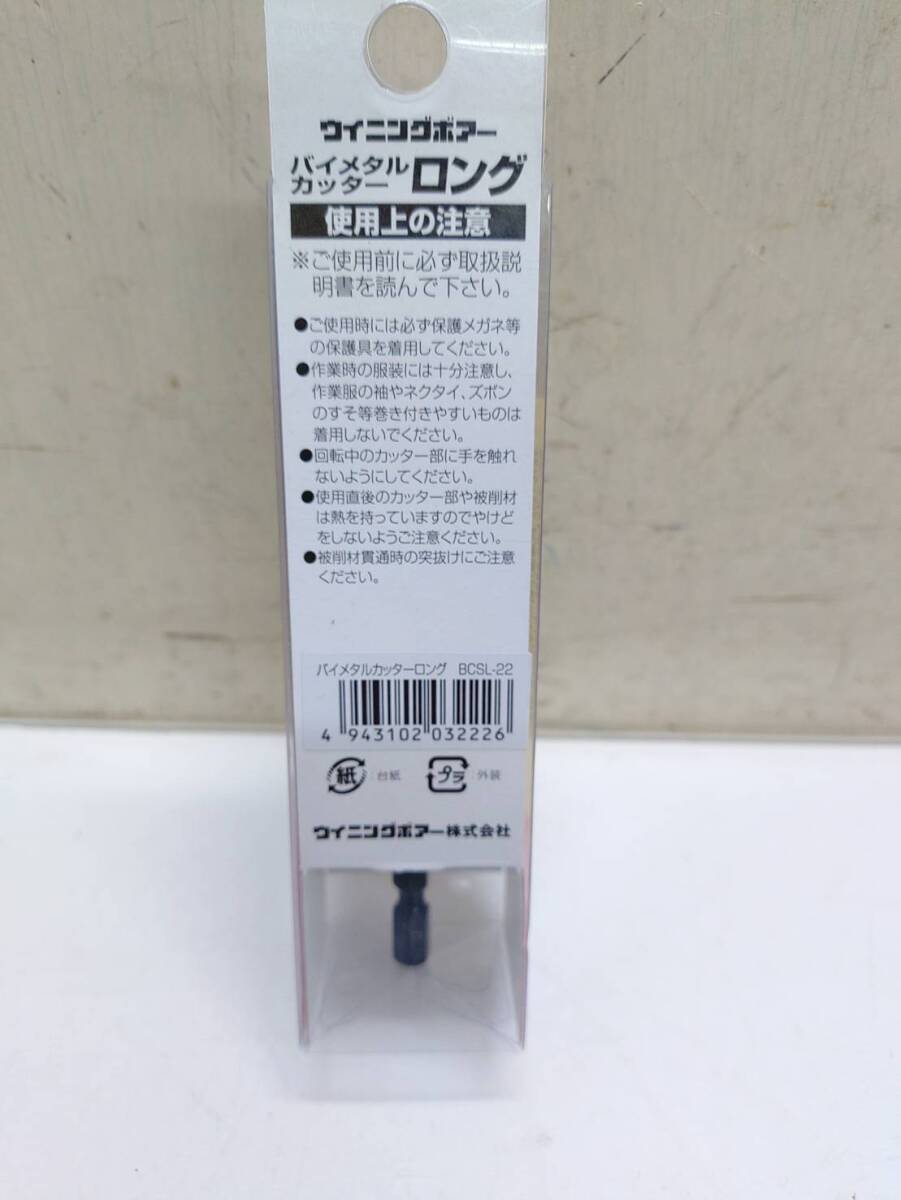 ウイニングボアー
バイメタル
カッター ロング
使用上の注意
※ご使用前に必ず取扱説
明書を読んで下さい。
●ご使用時には必ず保護メガネ等
の保護具を着用してください。
●作業時の服装には十分注意し、
作業服の袖やネクタイ、ズボン
のすそ等巻き付きやすいものは
着用しないでください。
●回転中のカッター部に手を触れ
ないようにしてください。
●使用直後のカッター部や被削材
は熱を持っていますのでやけど
をしないようご注意ください。
●被削材貫通時の突抜けにご注意
ください。
バイメタルカッターロング BCSL-22
4 943102 032226
紙 : 台紙 プラ : 外装
ウイニングボアー株式会社